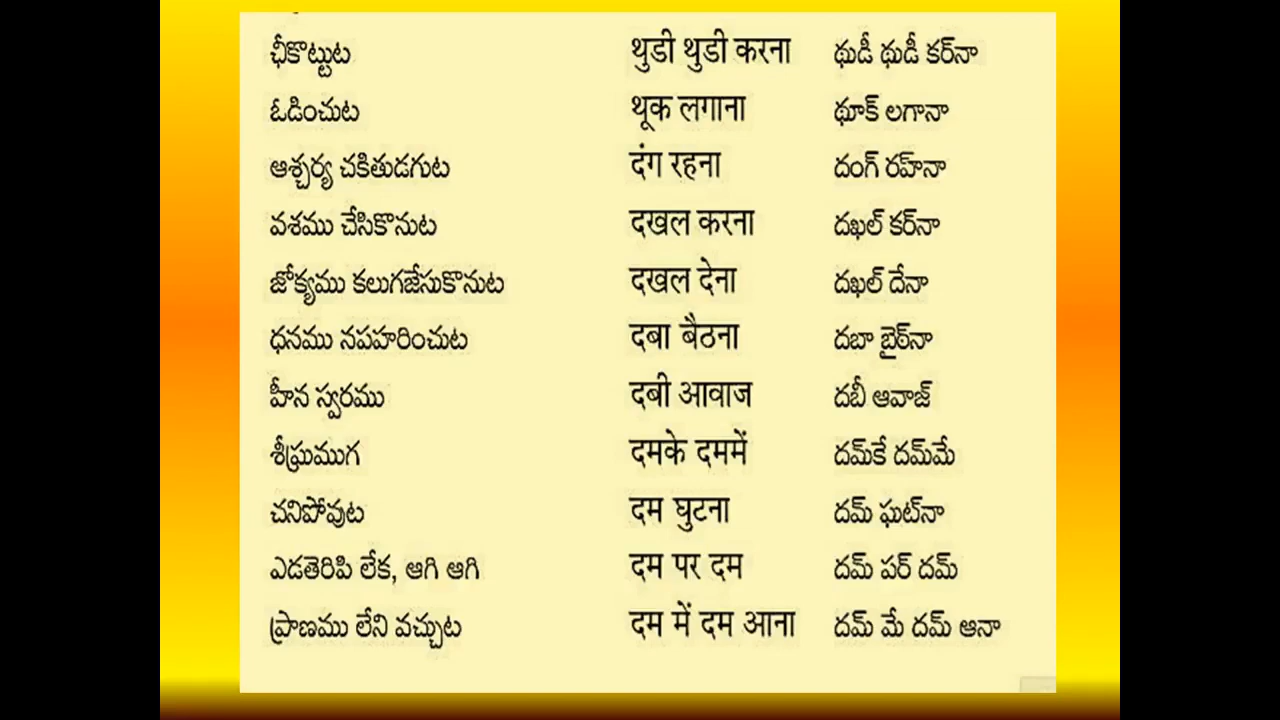 ఛీకొట్టుట थुडी थुडी करना థుడీ థుడీ కర్‌నా
ఓడించుట थूक लगाना థూక్ లగానా
ఆశ్చర్య చకితుడగుట दंग रहना దంగ్ రహ్‌నా
వశము చేసికొనుట दखल करना దఖల్ కర్‌నా
జోక్యము కలుగజేసుకొనుట दखल देना దఖల్ దేనా
ధనము నపహరించుట दबा बैठना దబా బైఠ్‌నా
హీన స్వరము दबी आवाज దబీ ఆవాజ్
శీఘ్రముగ दमके दममें దమ్‌కే దమ్‌మే
చనిపోవుట दम घुटना దమ్ ఘుట్‌నా
ఎడతెరిపి లేక, ఆగి ఆగి दम पर दम దమ్ పర్ దమ్
ప్రాణము లేని వచ్చుట दम में दम आना దమ్ మే దమ్ ఆనా